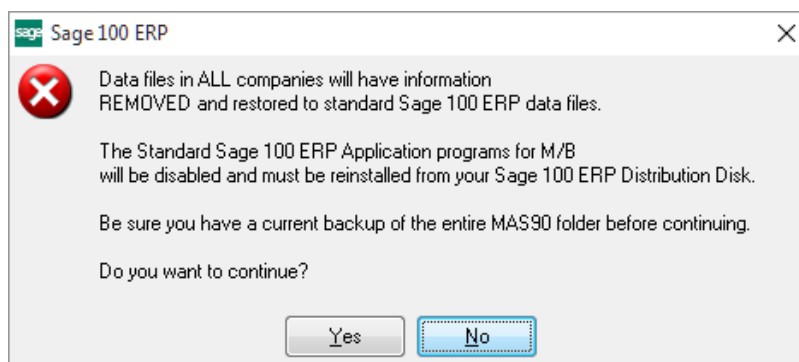 sage Sage 100 ERP
Data files in ALL companies will have information
REMOVED and restored to standard Sage 100 ERP data files.
The Standard Sage 100 ERP Application programs for M/B
will be disabled and must be reinstalled from your Sage 100 ERP Distribution Disk.
Be sure you have a current backup of the entire MAS90 folder before continuing.
Do you want to continue?
Yes No